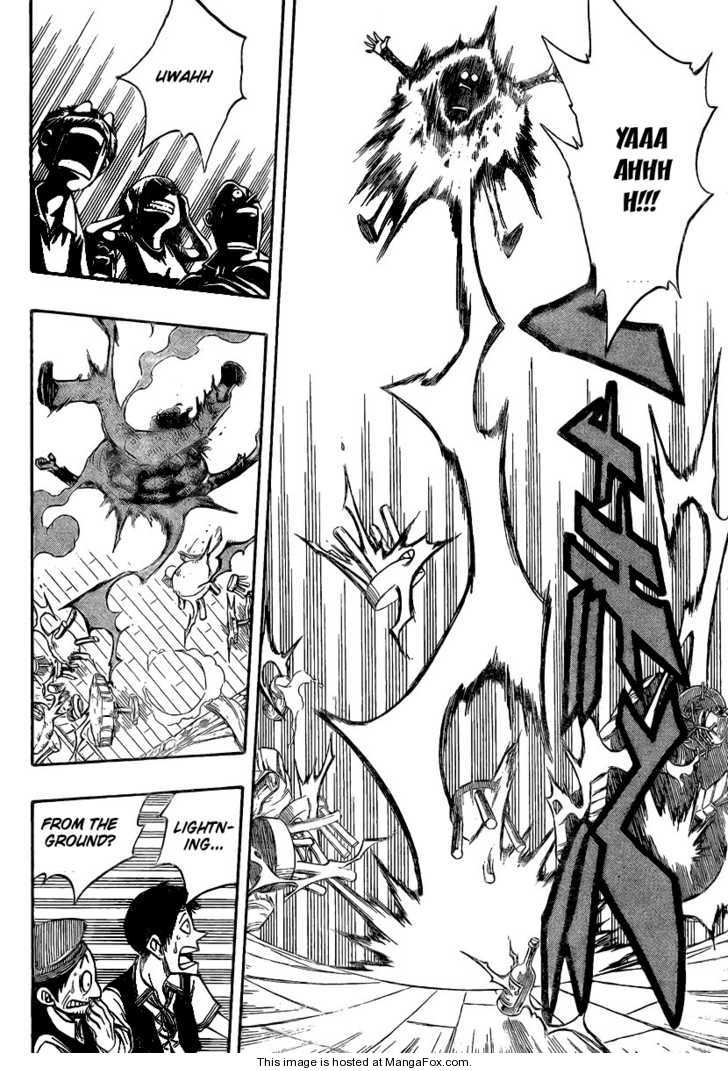 YAAA
AHHH
H!!!
UWAHH
LIGHTN-
ING...
FROM THE
GROUND?
This image is hosted at MangaFox.com.